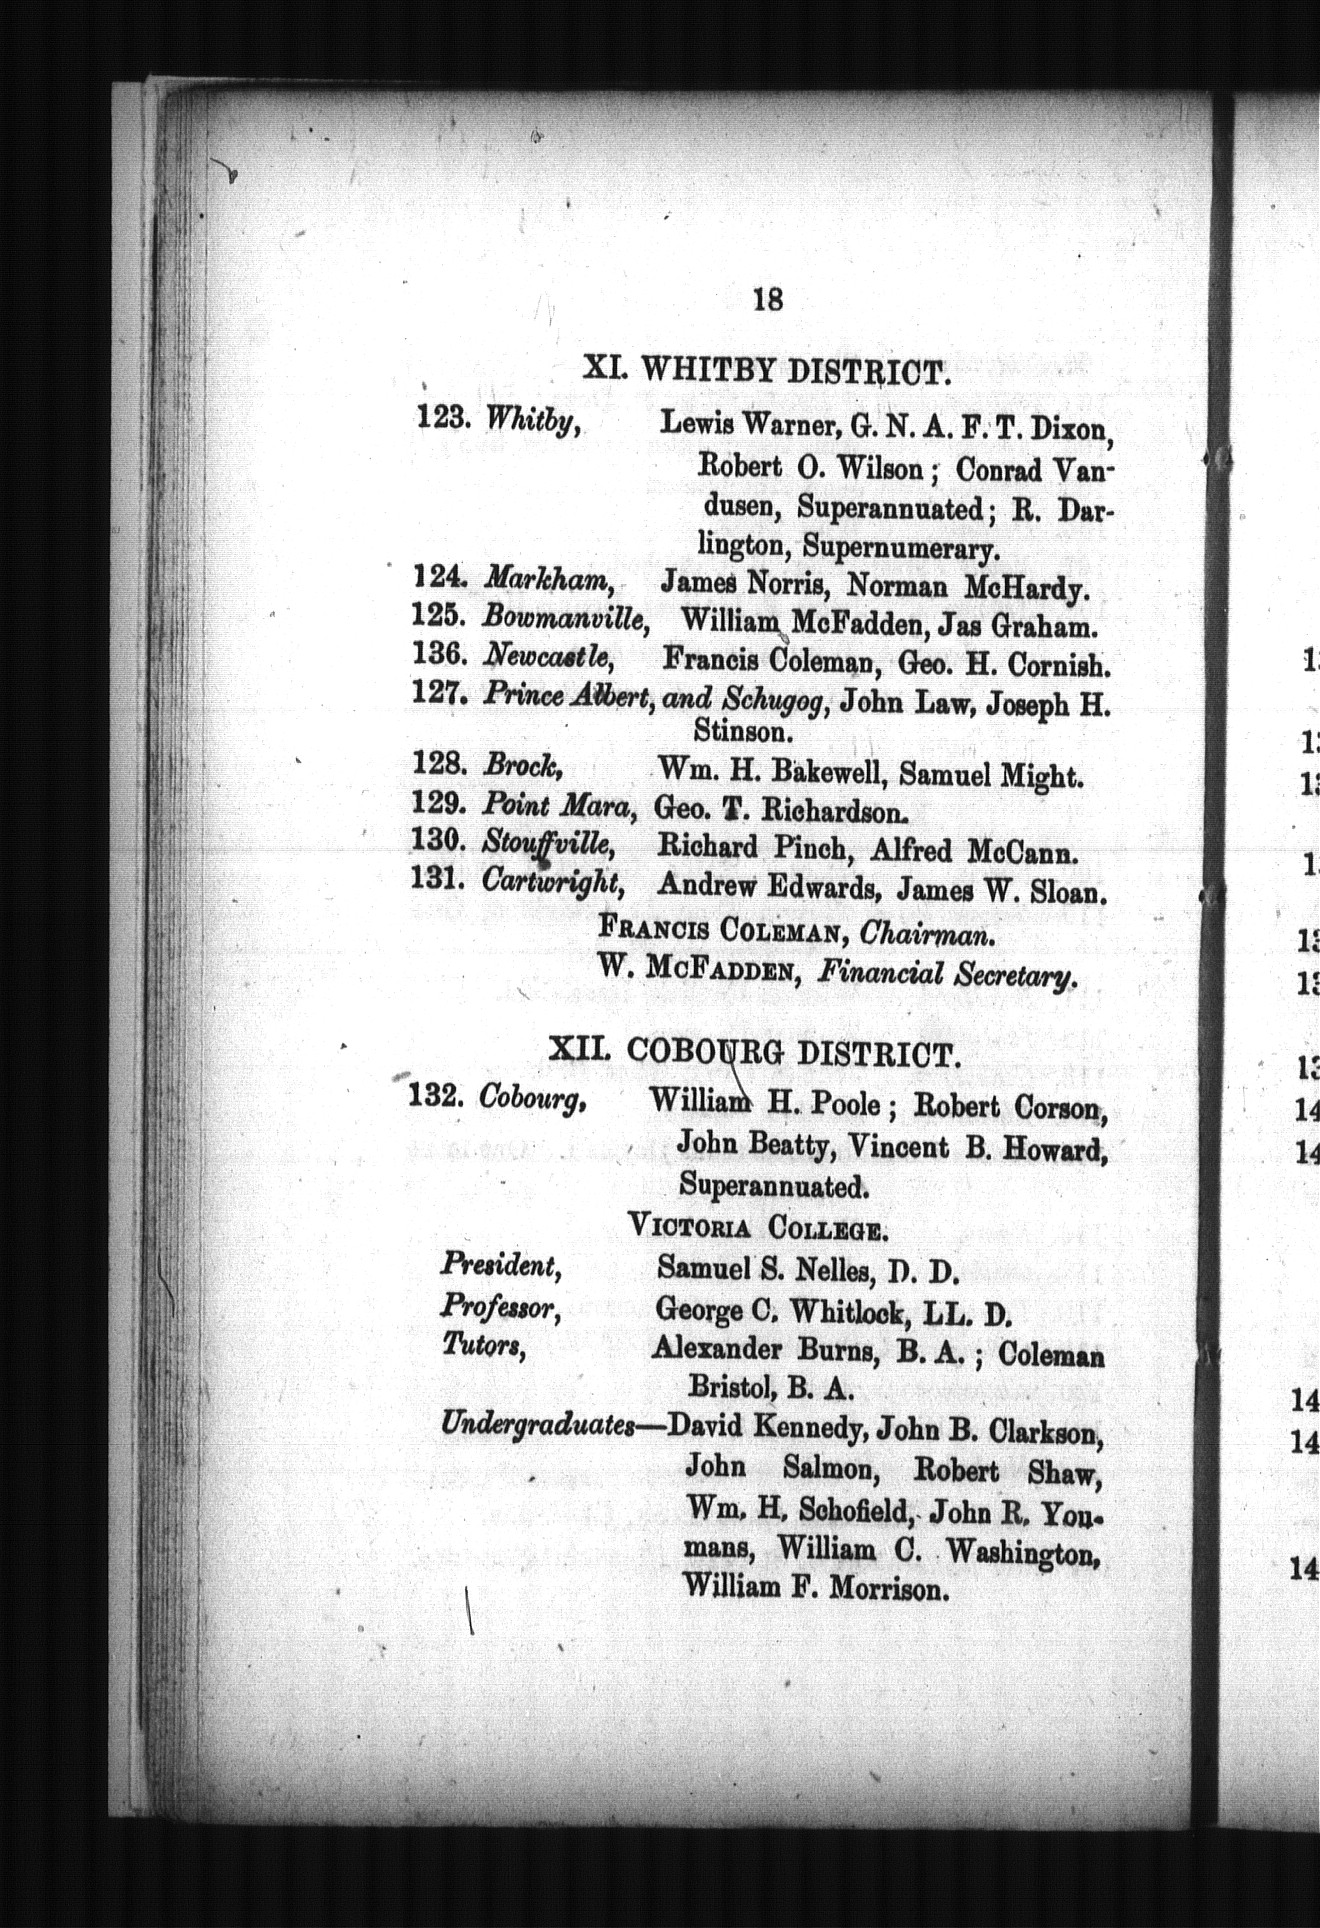 18
XI. WHITBY DISTRICT.
123. Whitby, Lewis Warner, G. N. A. F. T. Dixon,
Robert O. Wilson; Conrad Van-
dusen, Superannuated; R. Dar-
lington, Supernumerary.
124. Markham, James Norris, Norman McHardy.
125. Bowmanville, William McFadden, Jas Graham.
136. Newcastle, Francis Coleman, Geo. H. Cornish.
127. Prince Albert, and Schugog, John Law, Joseph H.
Stinson.
128. Brock, Wm. H. Bakewell, Samuel Might.
129. Point Mara, Geo. T. Richardson.
130. Stouffville, Richard Pinch, Alfred McCann.
131. Cartwright, Andrew Edwards, James W. Sloan.
FRANCIS COLEMAN, Chairman.
W. MCFADDEN, Financial Secretary.
XII. COBOURG DISTRICT.
132. Cobourg, William H. Poole; Robert Corson,
John Beatty, Vincent B. Howard,
Superannuated.
VICTORIA COLLEGE.
President, Samuel S. Nelles, D. D.
Professor, George C. Whitlock, LL. D.
Tutors, Alexander Burns, B. A.; Coleman
Bristol, B. A.
Undergraduates—David Kennedy, John B. Clarkson,
John Salmon, Robert Shaw,
Wm. H. Schofield, John R. You-
mans, William C. Washington,
William F. Morrison.